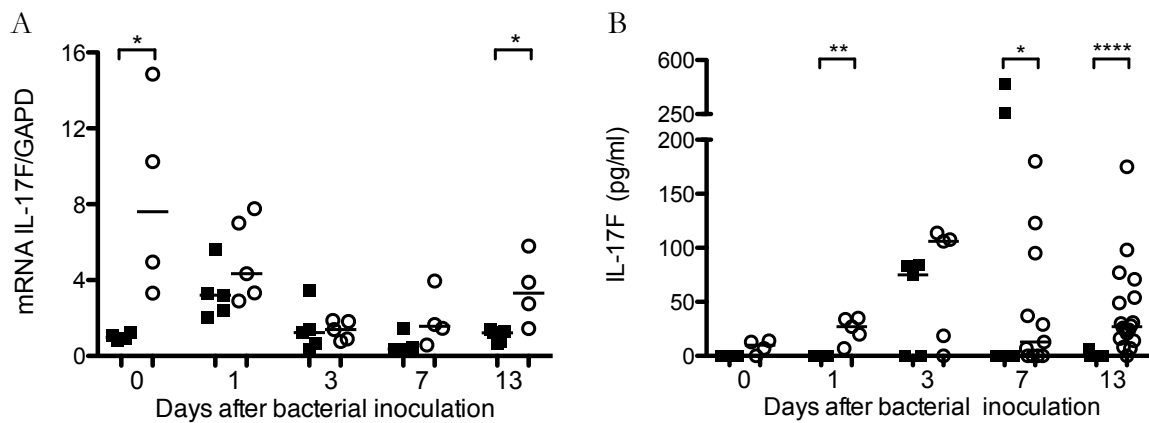 A
*
*
16
12
8
4
0
mRNA IL-17F/GAPD
0 1 3 7 13
Days after bacterial inoculation
B
**
*
****
600
250
200
150
100
50
0
IL-17F (pg/ml)
0 1 3 7 13
Days after bacterial inoculation